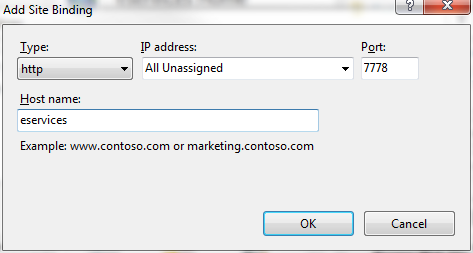 Add Site Binding
Type: IP address: Port:
http All Unassigned 7778
Host name:
eservices
Example: www.contoso.com or marketing.contoso.com
OK Cancel